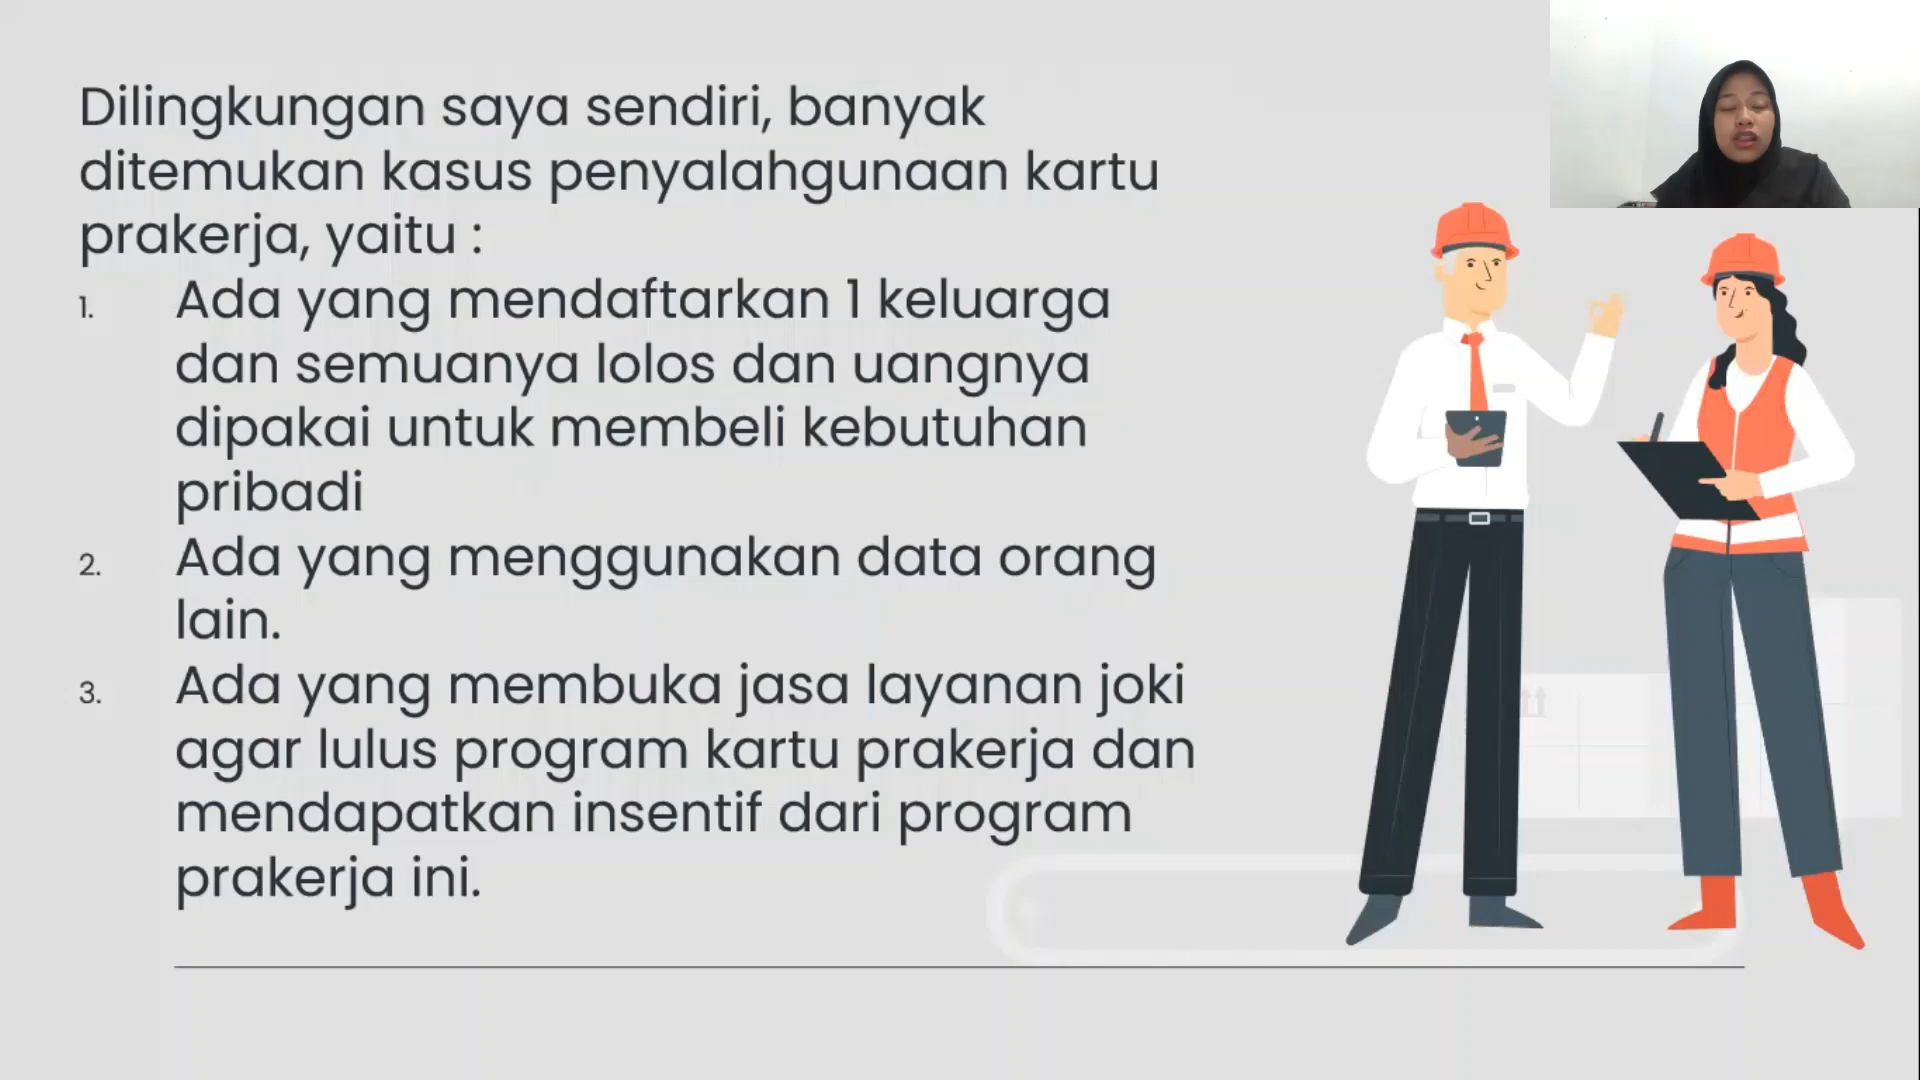 Dilingkungan saya sendiri, banyak
ditemukan kasus penyalahgunaan kartu
prakerja, yaitu :
1. Ada yang mendaftarkan 1 keluarga
dan semuanya lolos dan uangnya
dipakai untuk membeli kebutuhan
pribadi
2. Ada yang menggunakan data orang
lain.
3. Ada yang membuka jasa layanan joki
agar lulus program kartu prakerja dan
mendapatkan insentif dari program
prakerja ini.